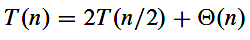 T(n) = 2T(n/2) + Θ(n)